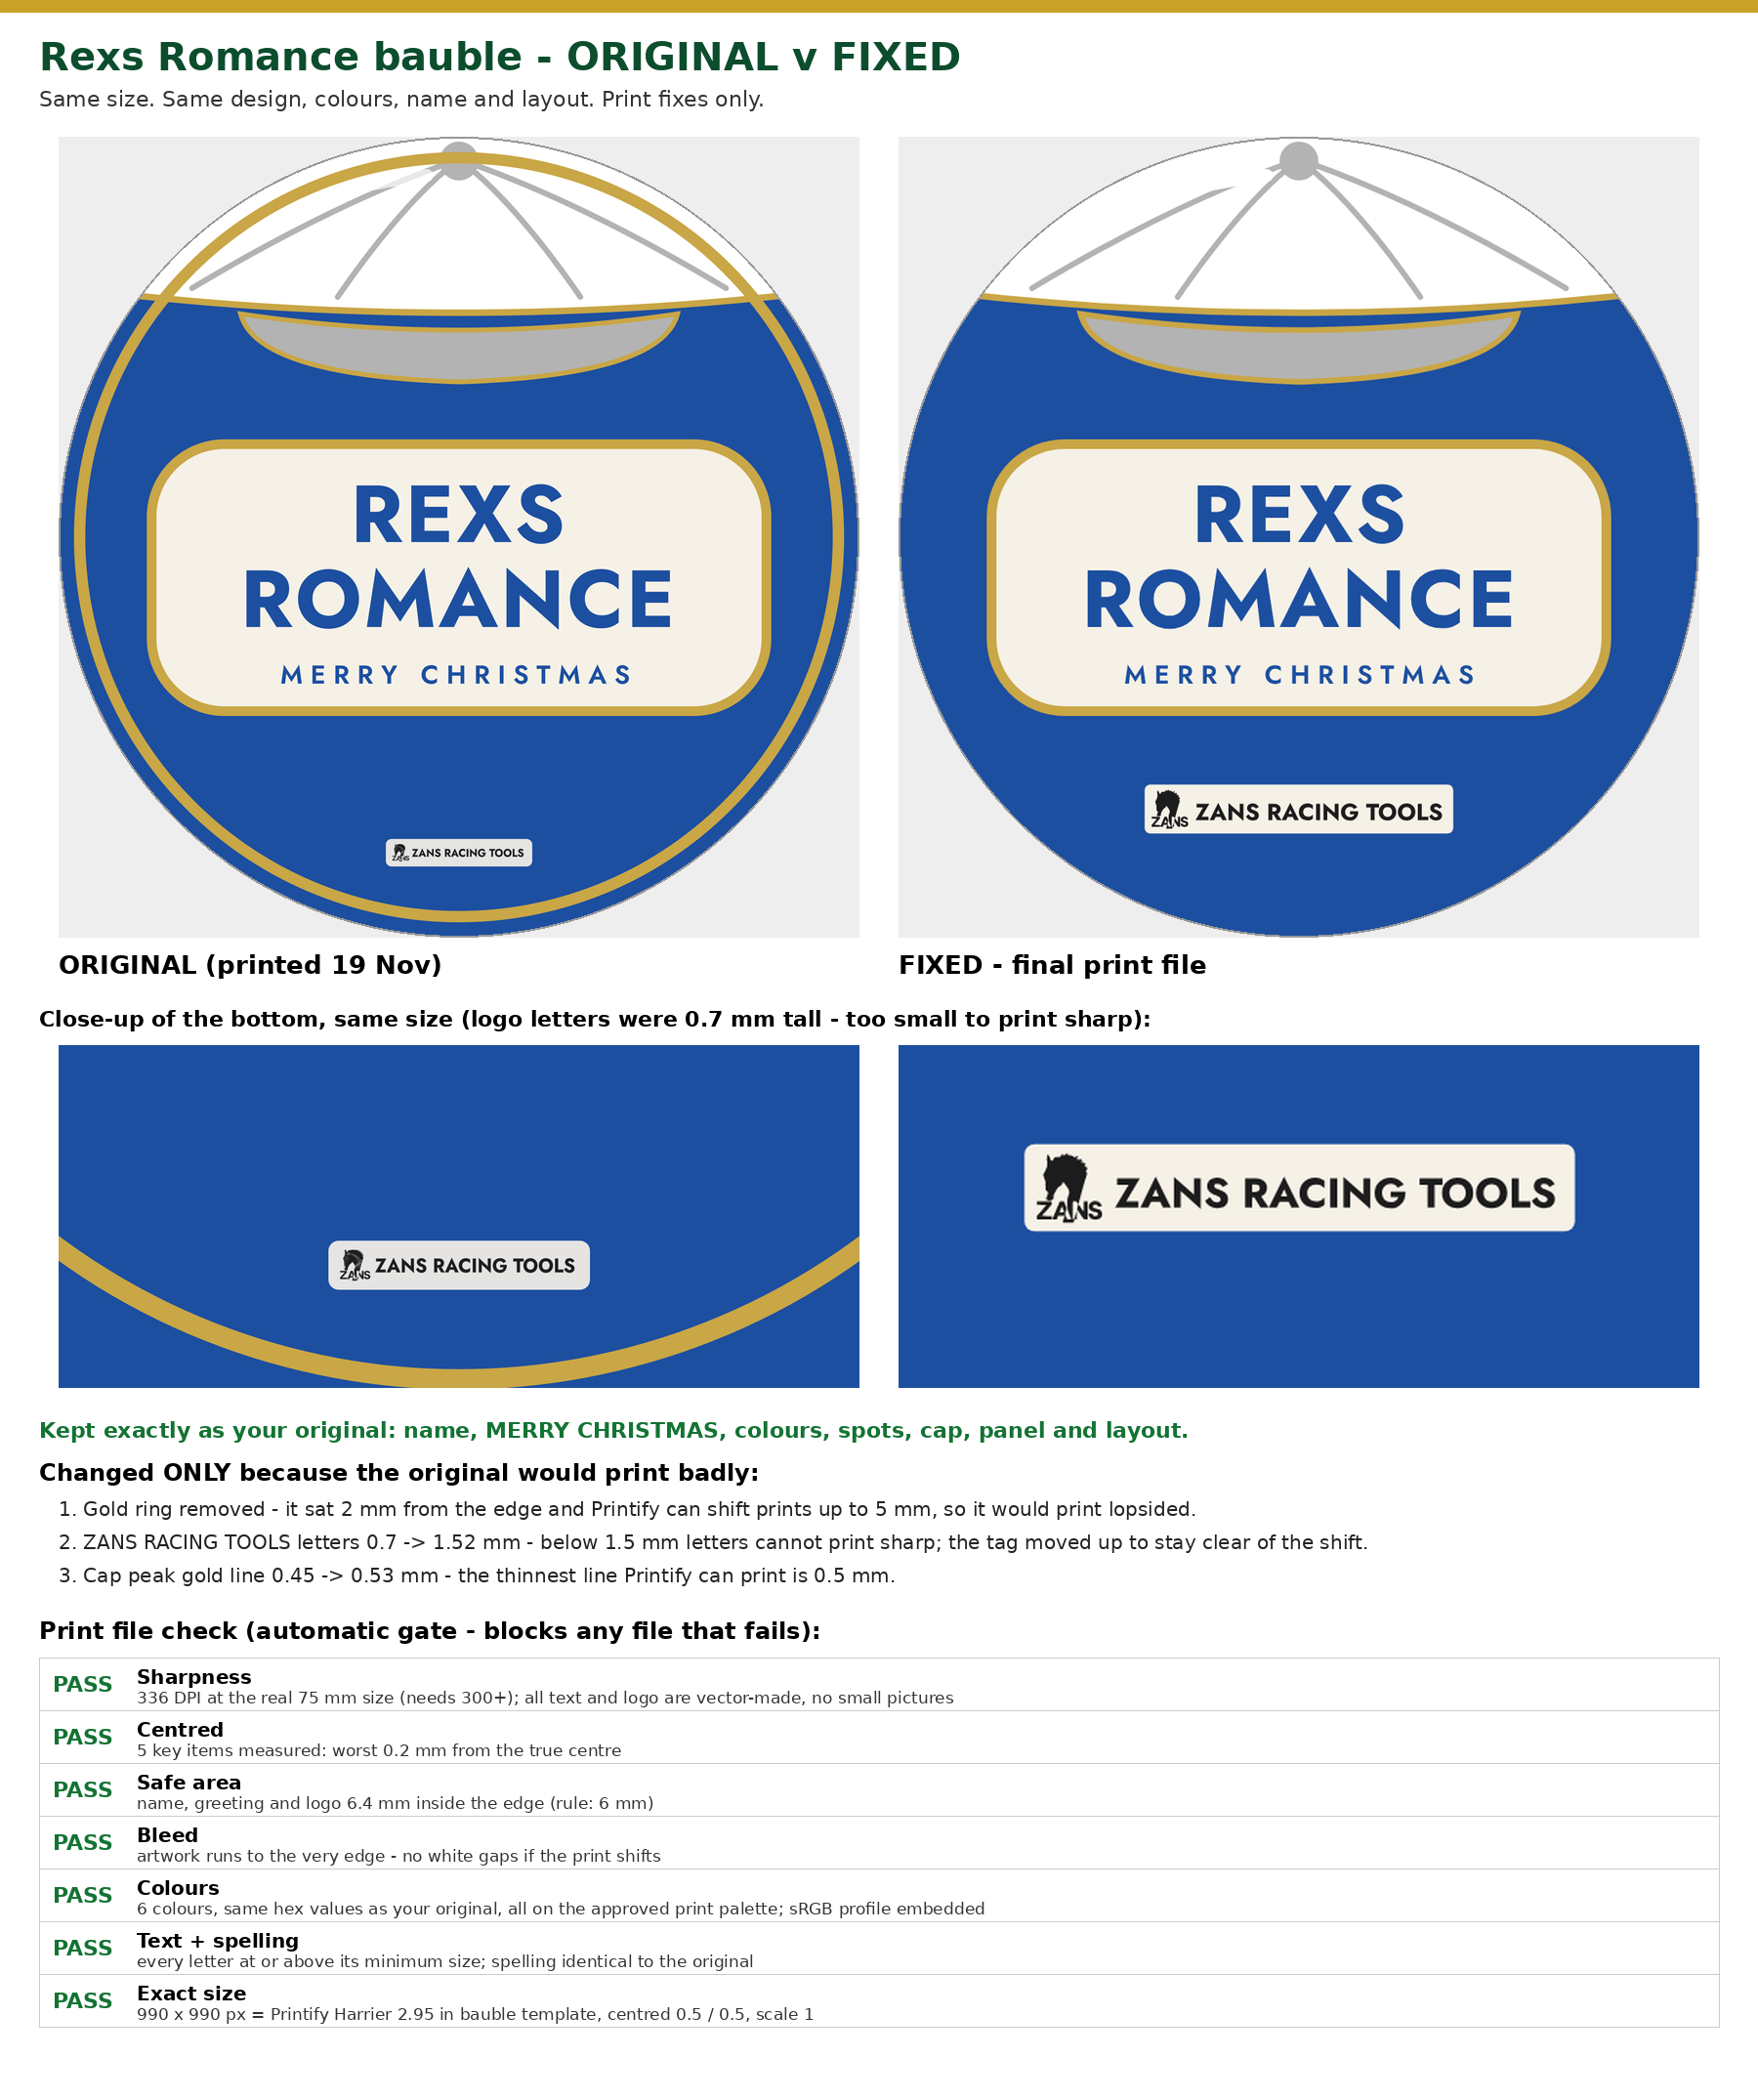 Rexs Romance bauble - ORIGINAL v FIXED
Same size. Same design, colours, name and layout. Print fixes only.
REXS
ROMANCE
MERRY CHRISTMAS
ZANS
ZANS RACING TOOLS
REXS
ROMANCE
MERRY CHRISTMAS
ZANS
ZANS RACING TOOLS
ORIGINAL (printed 19 Nov)
FIXED - final print file
Close-up of the bottom, same size (logo letters were 0.7 mm tall - too small to print sharp):
ZANS
ZANS RACING TOOLS
ZANS
ZANS RACING TOOLS
Kept exactly as your original: name, MERRY CHRISTMAS, colours, spots, cap, panel and layout.
Changed ONLY because the original would print badly:
1. Gold ring removed - it sat 2 mm from the edge and Printify can shift prints up to 5 mm, so it would print lopsided.
2. ZANS RACING TOOLS letters 0.7 -> 1.52 mm - below 1.5 mm letters cannot print sharp; the tag moved up to stay clear of the shift.
3. Cap peak gold line 0.45 -> 0.53 mm - the thinnest line Printify can print is 0.5 mm.
Print file check (automatic gate - blocks any file that fails):
PASS Sharpness
336 DPI at the real 75 mm size (needs 300+); all text and logo are vector-made, no small pictures
PASS Centred
5 key items measured: worst 0.2 mm from the true centre
PASS Safe area
name, greeting and logo 6.4 mm inside the edge (rule: 6 mm)
PASS Bleed
artwork runs to the very edge - no white gaps if the print shifts
PASS Colours
6 colours, same hex values as your original, all on the approved print palette; sRGB profile embedded
PASS Text + spelling
every letter at or above its minimum size; spelling identical to the original
PASS Exact size
990 x 990 px = Printify Harrier 2.95 in bauble template, centred 0.5 / 0.5, scale 1